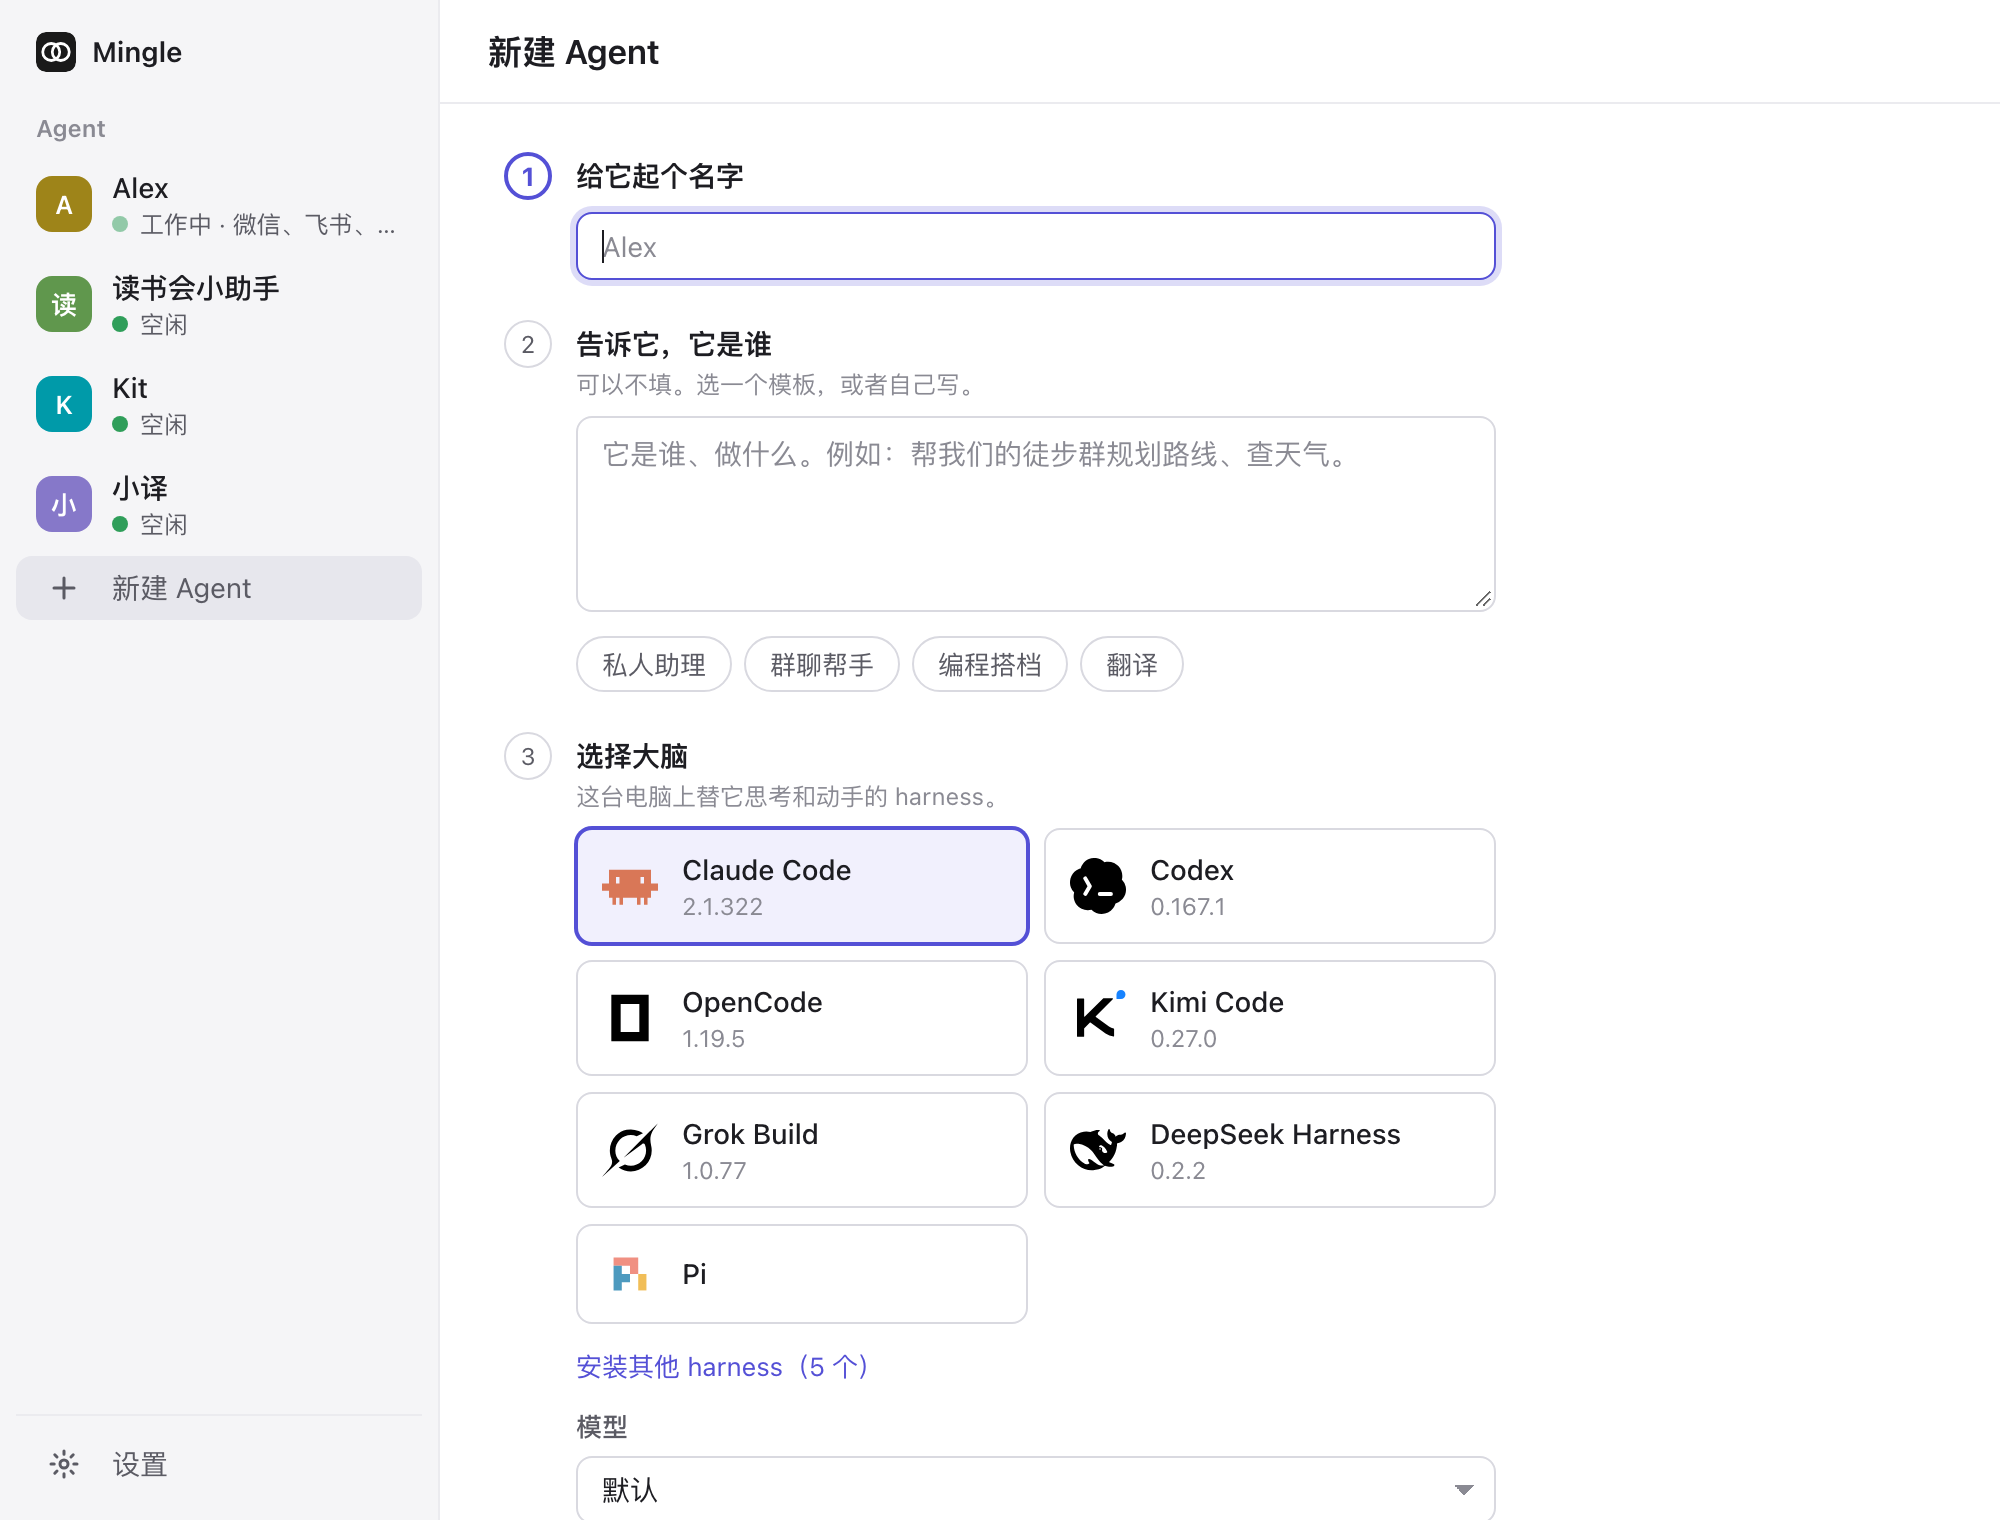 Mingle
Agent
A
Alex
工作中 · 微信、飞书、...
读
读书会小助手
空闲
K
Kit
空闲
小
小译
空闲
新建 Agent
设置
新建 Agent
1 给它起个名字
Alex
2 告诉它，它是谁
可以不填。选一个模板，或者自己写。
它是谁、做什么。例如：帮我们的徒步群规划路线、查天气。
私人助理 群聊帮手 编程搭档 翻译
3 选择大脑
这台电脑上替它思考和动手的 harness。
Claude Code
2.1.322
Codex
0.167.1
OpenCode
1.19.5
Kimi Code
0.27.0
Grok Build
1.0.77
DeepSeek Harness
0.2.2
Pi
安装其他 harness（5 个）
模型
默认